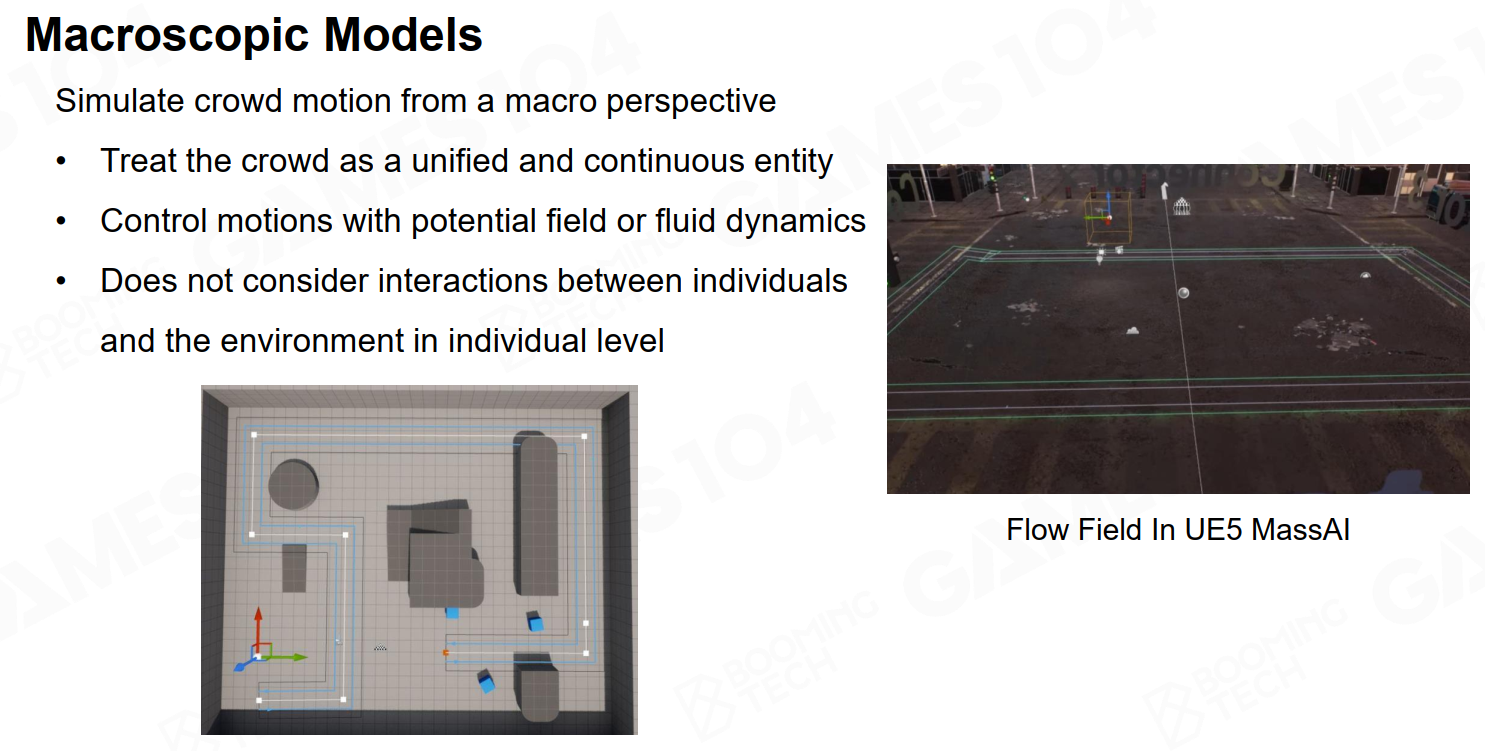 Macroscopic Models
Simulate crowd motion from a macro perspective
• Treat the crowd as a unified and continuous entity
• Control motions with potential field or fluid dynamics
• Does not consider interactions between individuals
and the environment in individual level
Flow Field In UE5 MassAI
GAMES104
BOOMING
TECH